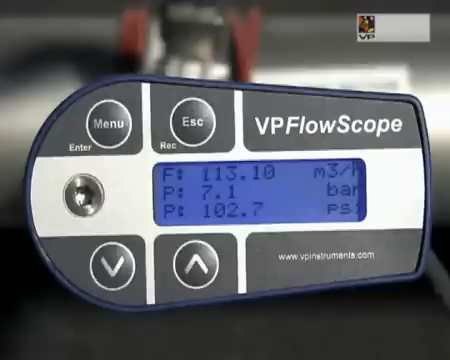 VP
Menu
Enter
Esc
Rec
VPFlowScope
F: 113.10 m3/h
P: 7.1 bar
P: 102.7 psi
www.vpinstruments.com